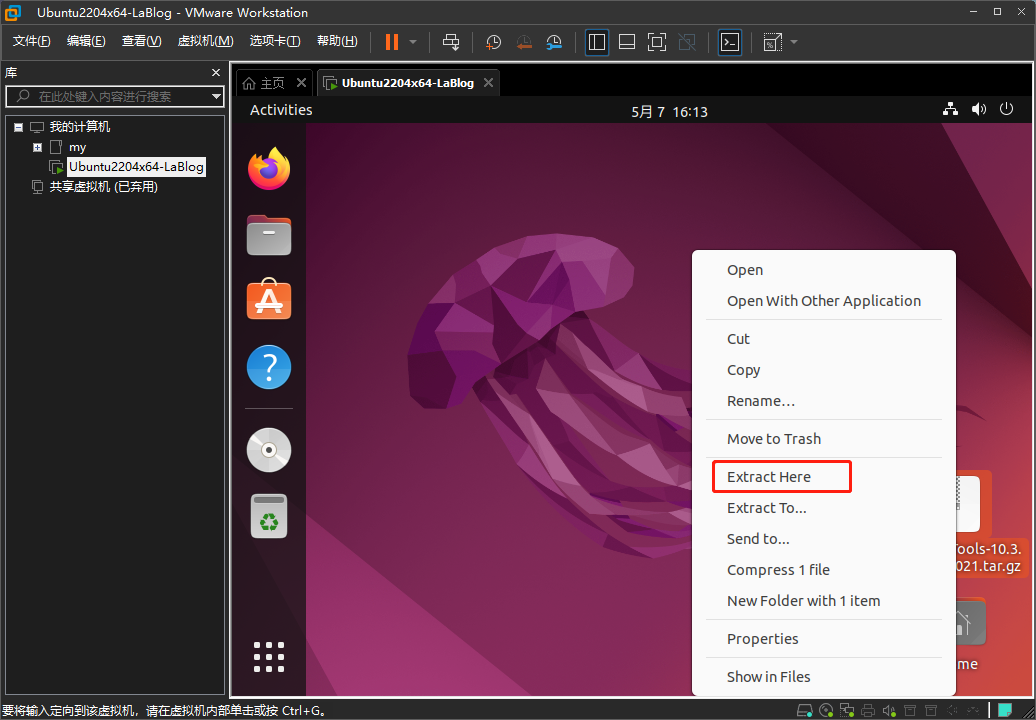 Ubuntu2204x64-LaBlog - VMware Workstation
文件(F) 编辑(E) 查看(V) 虚拟机(M) 选项卡(T) 帮助(H)
库
在此处键入内容进行搜索
我的计算机
my
Ubuntu2204x64-LaBlog
共享虚拟机 (已弃用)
主页 Ubuntu2204x64-LaBlog
Activities 5月 7 16:13
Open
Open With Other Application
Cut
Copy
Rename…
Move to Trash
Extract Here
Extract To...
Send to...
Compress 1 file
New Folder with 1 item
Properties
Show in Files
Tools-10.3.
021.tar.gz
me
要将输入定向到该虚拟机，请在虚拟机内部单击或按 Ctrl+G。